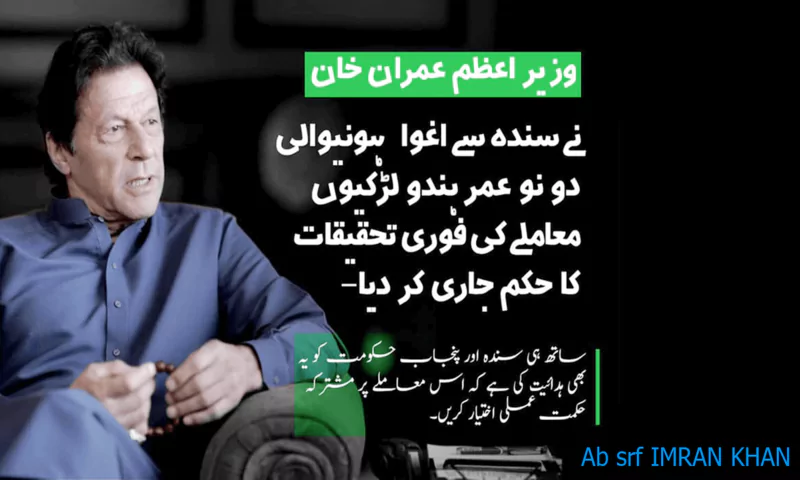 وزیر اعظم عمران خان
نے سندھ سے اغوا ہونیوالی
دو نو عمر ہندو لڑکیوں
معاملے کی فوری تحقیقات
کا حکم جاری کر دیا-
ساتھ ہی سندھ اور پنجاب حکومت کو یہ
بھی ہدائیت کی ہے کہ اس معاملے پر مشترکہ
حکمت عملی اختیار کریں۔
Ab srf IMRAN KHAN